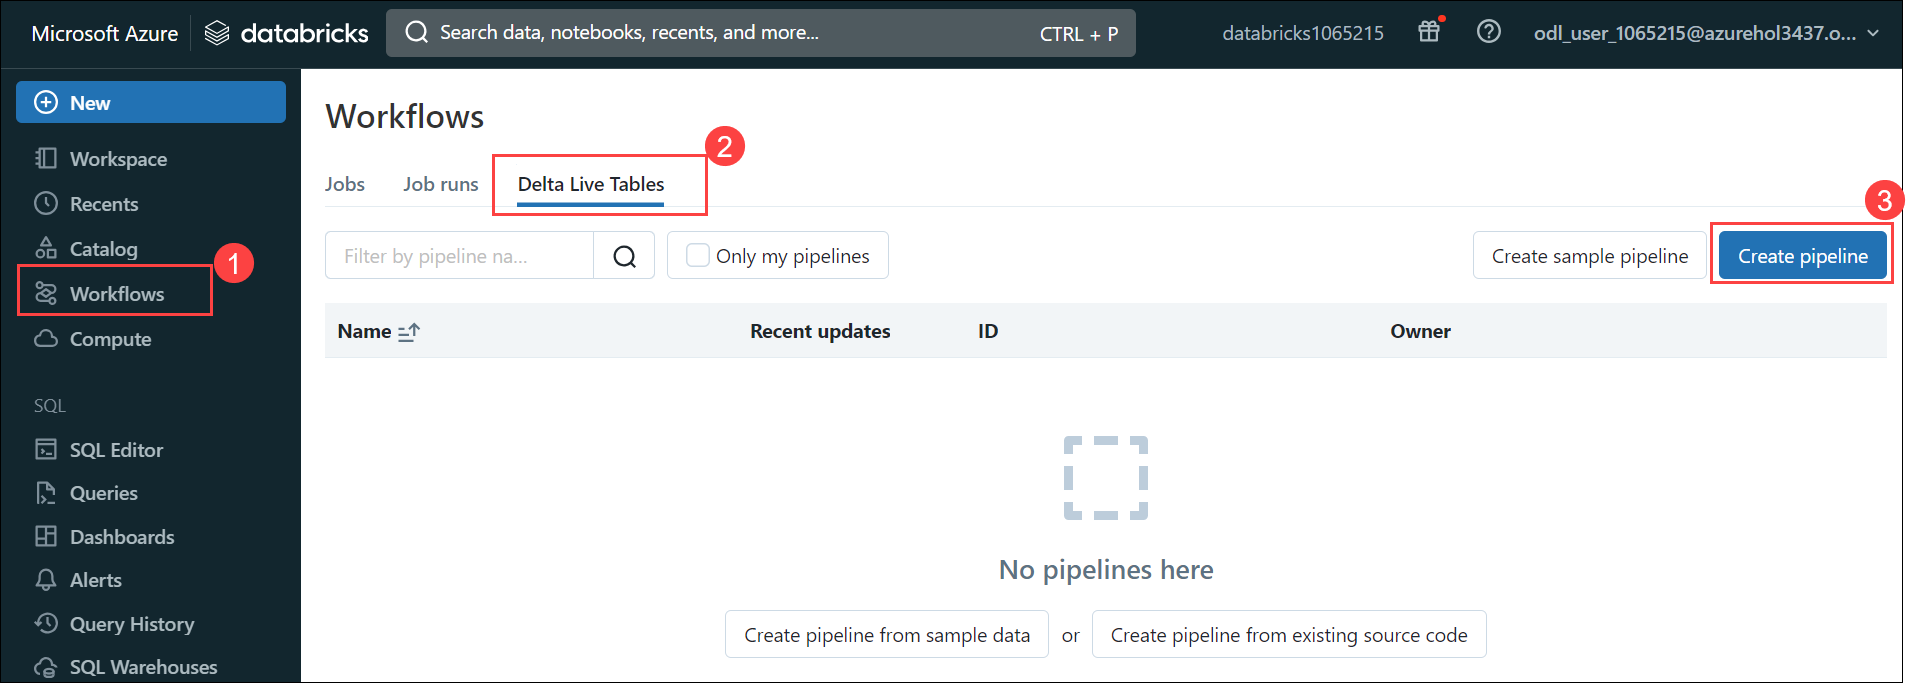 Microsoft Azure databricks Search data, notebooks, recents, and more... CTRL + P databricks1065215 odl_user_1065215@azurehol3437.o...
New
Workspace
Recents
Catalog
Workflows
1
Compute
SQL
SQL Editor
Queries
Dashboards
Alerts
Query History
SQL Warehouses
Workflows
Jobs Job runs Delta Live Tables
2
Filter by pipeline na... Only my pipelines Create sample pipeline Create pipeline
3
Name Recent updates ID Owner
No pipelines here
Create pipeline from sample data or Create pipeline from existing source code